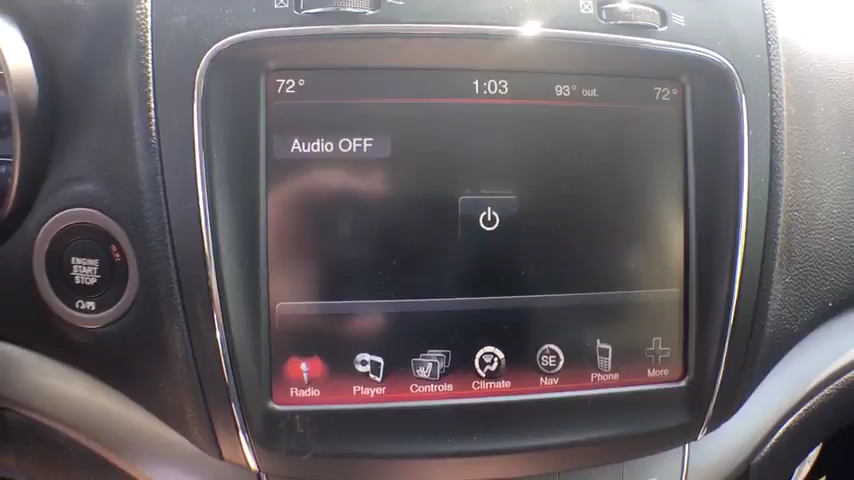 72° 1:03 93° out. 72°
Audio OFF
ENGINE
START
STOP
SE
Radio Player Controls Climate Nav Phone More